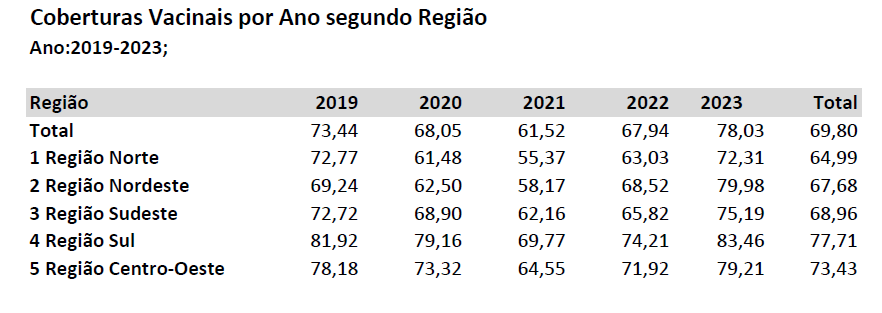 Coberturas Vacinais por Ano segundo Região
Ano:2019-2023;
Região 2019 2020 2021 2022 2023 Total
Total 73,44 68,05 61,52 67,94 78,03 69,80
1 Região Norte 72,77 61,48 55,37 63,03 72,31 64,99
2 Região Nordeste 69,24 62,50 58,17 68,52 79,98 67,68
3 Região Sudeste 72,72 68,90 62,16 65,82 75,19 68,96
4 Região Sul 81,92 79,16 69,77 74,21 83,46 77,71
5 Região Centro-Oeste 78,18 73,32 64,55 71,92 79,21 73,43